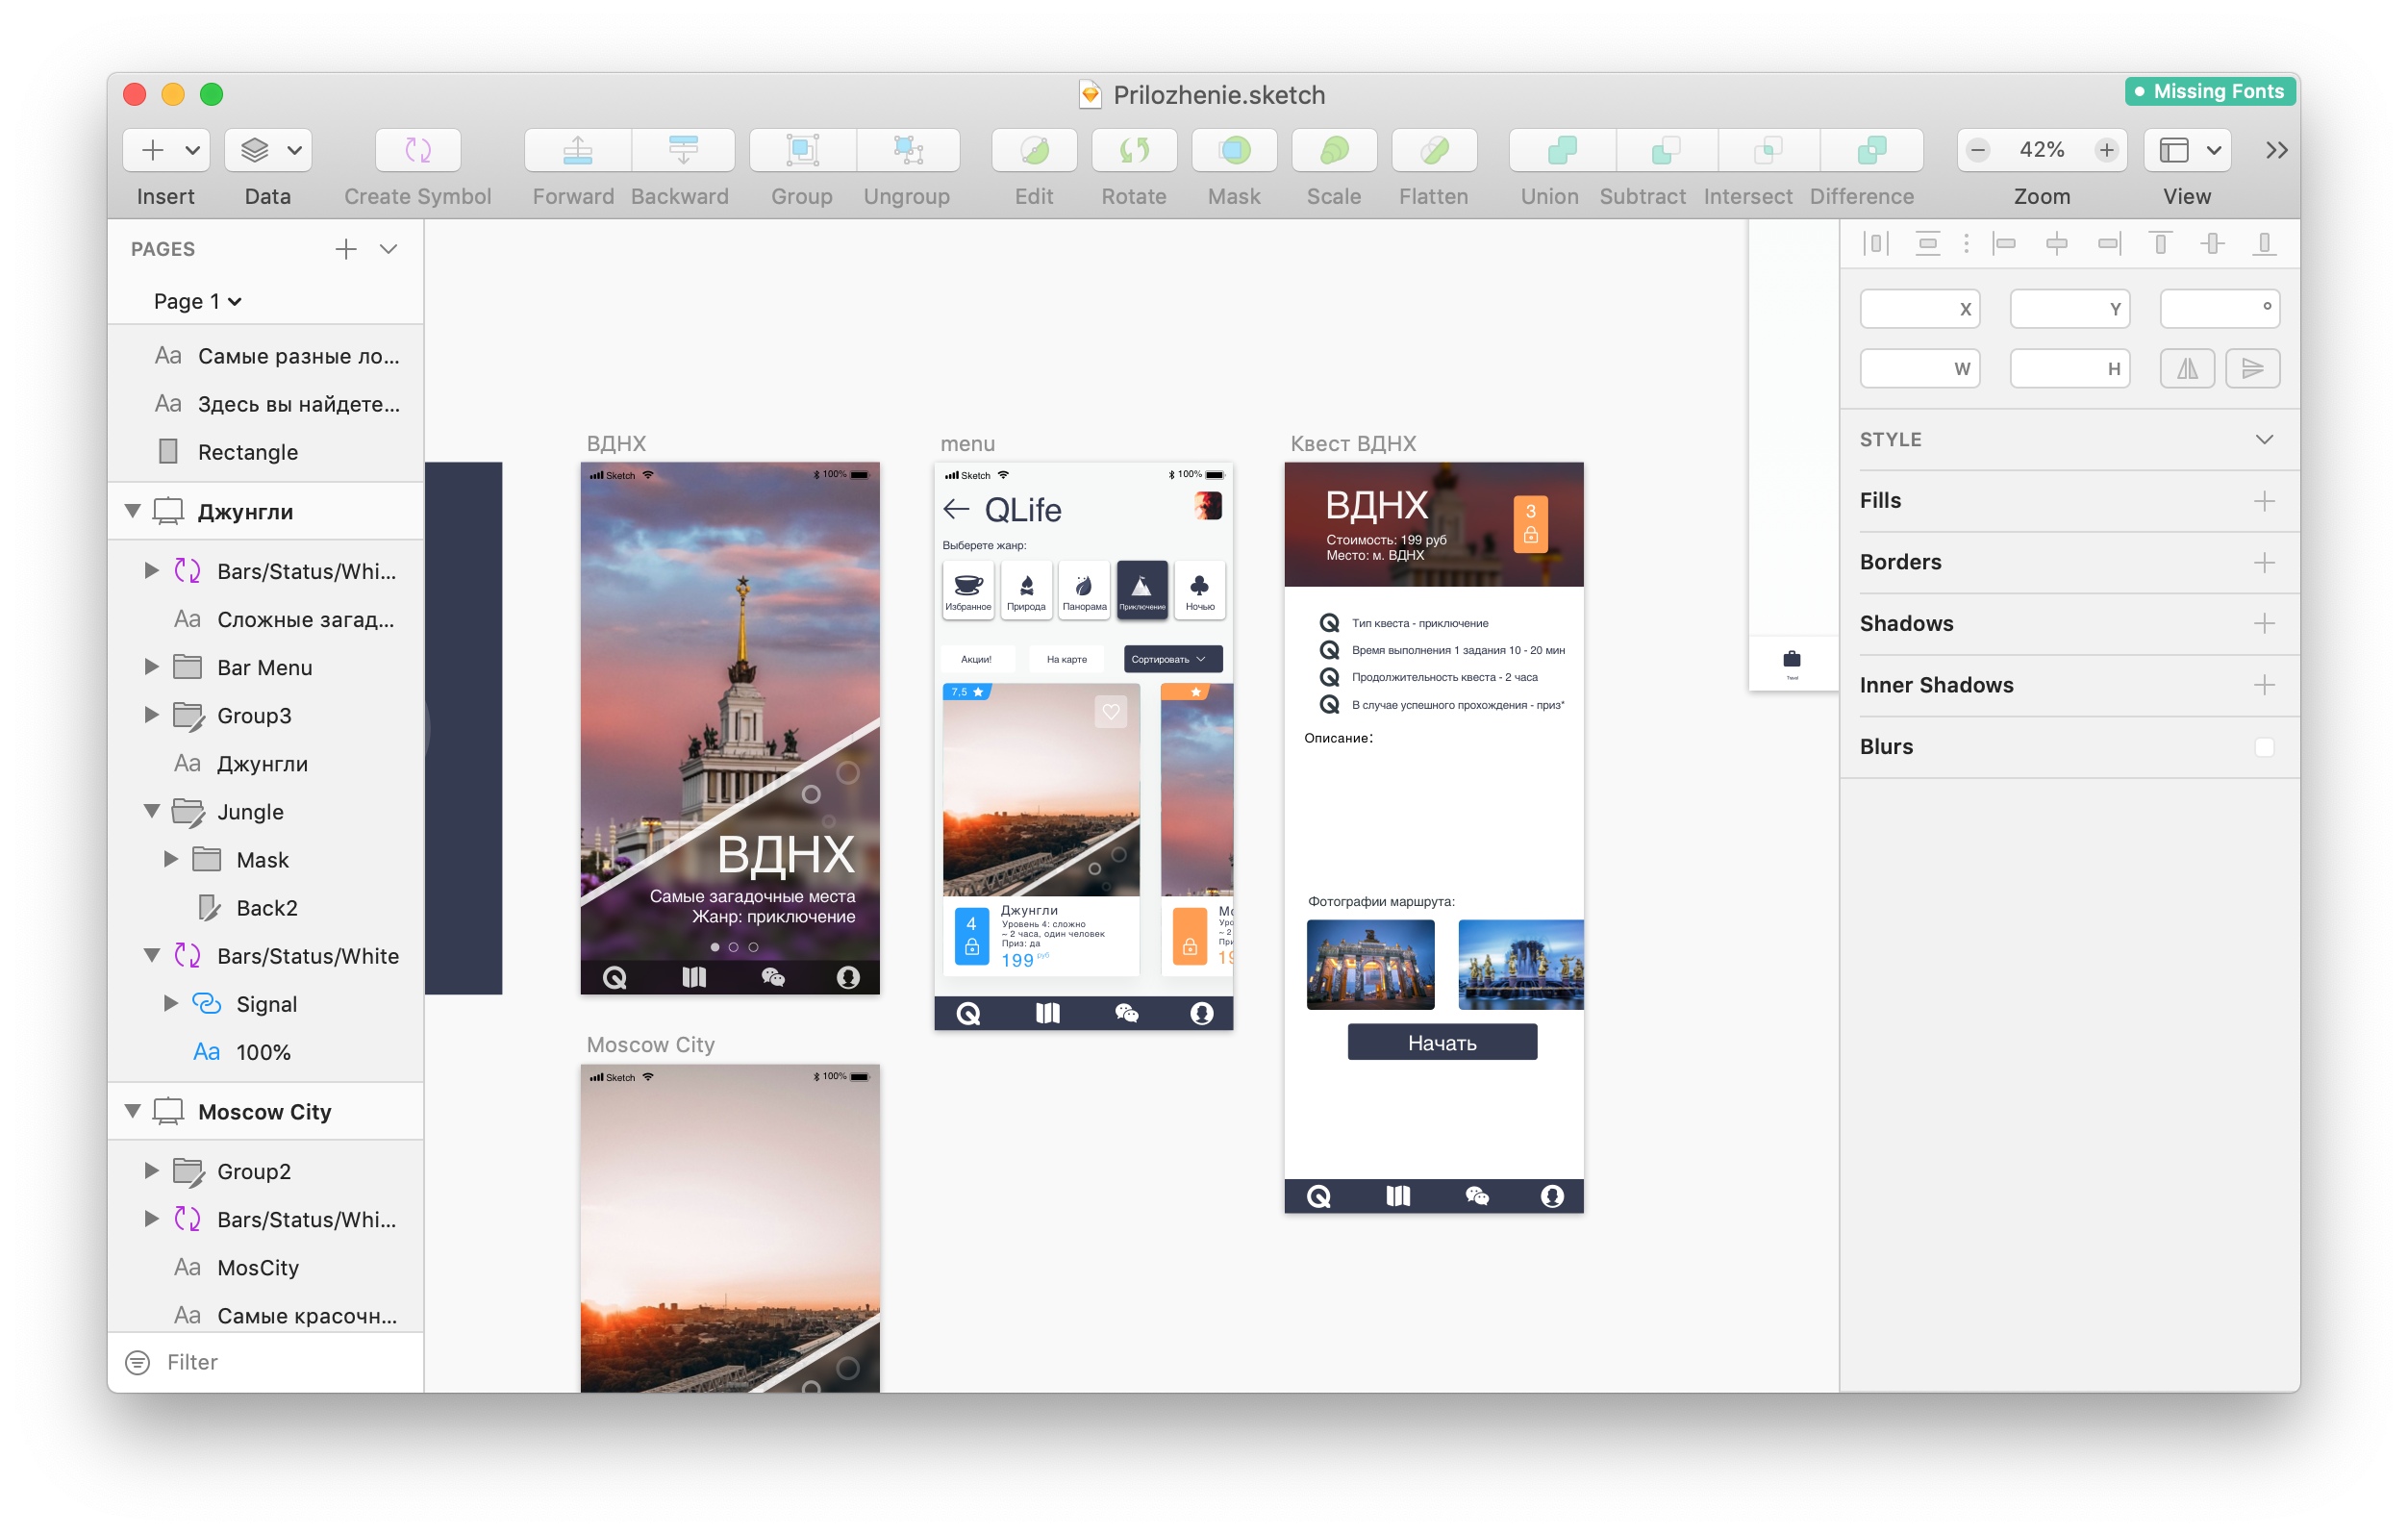 Prilozhenie.sketch
Missing Fonts
42%
Insert
Data
Create Symbol
Forward
Backward
Group
Ungroup
Edit
Rotate
Mask
Scale
Flatten
Union
Subtract
Intersect
Difference
Zoom
View
PAGES
Page 1
Aa Самые разные ло...
Aa Здесь вы найдете...
Rectangle
Джунгли
Bars/Status/Whi...
Aa Сложные загад...
Bar Menu
Group3
Aa Джунгли
Jungle
Mask
Back2
Bars/Status/White
Signal
Aa 100%
Moscow City
Group2
Bars/Status/Whi...
Aa MosCity
Aa Самые красочн...
Filter
ВДНХ
Sketch 100%
ВДНХ
Самые загадочные места
Жанр: приключение
Moscow City
Sketch 100%
menu
Sketch 100%
QLife
Выберете жанр:
Избранное
Природа
Панорама
Приключение
Ночью
Акции!
На карте
Сортировать
7,5
4
Джунгли
Уровень 4: сложно
~ 2 часа, один человек
Приз: да
199 руб
Мо
Уро
~ 2
При
19
Квест ВДНХ
ВДНХ
Стоимость: 199 руб
Место: м. ВДНХ
3
Тип квеста - приключение
Время выполнения 1 задания 10 - 20 мин
Продолжительность квеста - 2 часа
В случае успешного прохождения - приз*
Описание:
Фотографии маршрута:
Начать
X
Y
°
W
H
STYLE
Fills
Borders
Shadows
Inner Shadows
Blurs